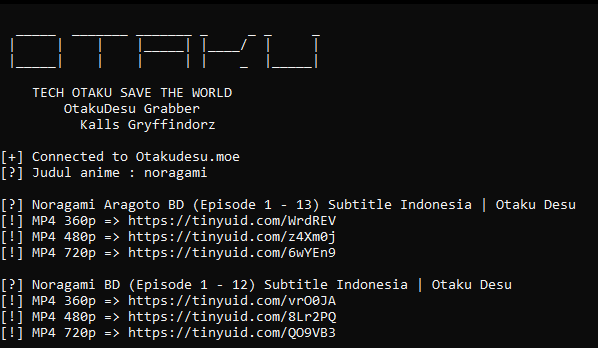 OTAKU
TECH OTAKU SAVE THE WORLD
OtakuDesu Grabber
Kalls Gryffindorz
[+] Connected to Otakudesu.moe
[?] Judul anime : noragami
[?] Noragami Aragoto BD (Episode 1 - 13) Subtitle Indonesia | Otaku Desu
[!] MP4 360p => https://tinyuid.com/WrdREV
[!] MP4 480p => https://tinyuid.com/z4Xm0j
[!] MP4 720p => https://tinyuid.com/6wYEn9
[?] Noragami BD (Episode 1 - 12) Subtitle Indonesia | Otaku Desu
[!] MP4 360p => https://tinyuid.com/vrO0JA
[!] MP4 480p => https://tinyuid.com/8Lr2PQ
[!] MP4 720p => https://tinyuid.com/QO9VB3